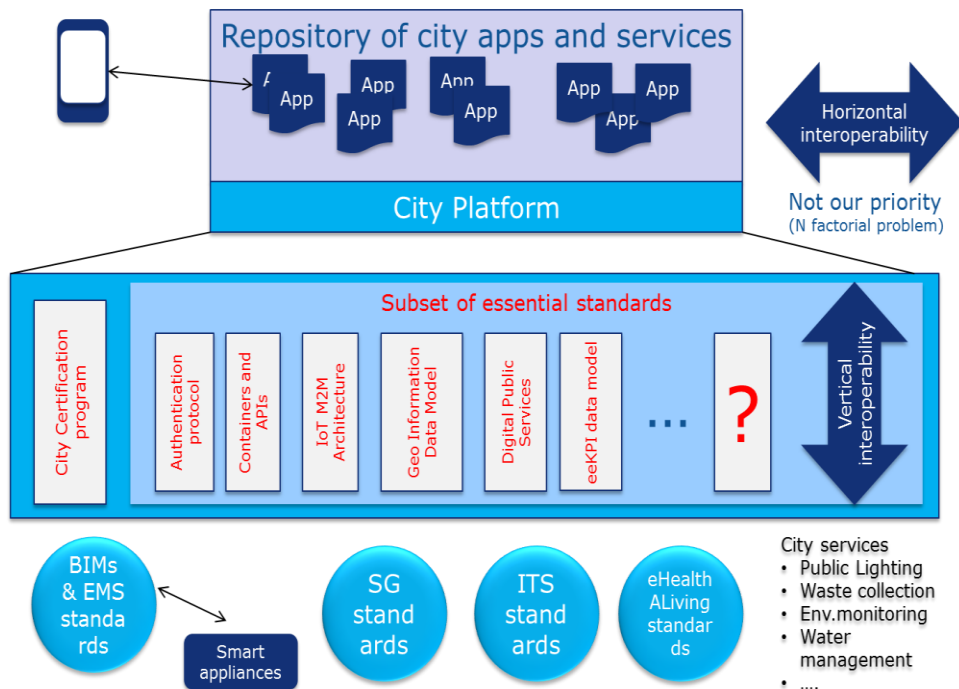 Repository of city apps and services
A
App
App
App
App
App
App
App
App
City Platform
Horizontal
interoperability
Not our priority
(N factorial problem)
Subset of essential standards
City Certification
program
Authentication
protocol
Containers and
APIs
IoT M2M
Architecture
Geo Information
Data Model
Digital Public
Services
eeKPI data model
...
?
Vertical
interoperability
BIMs
& EMS
standa
rds
Smart
appliances
SG
stand
ards
ITS
stand
ards
eHealth
ALiving
standar
ds
City services
• Public Lighting
• Waste collection
• Env.monitoring
• Water
management
• ....